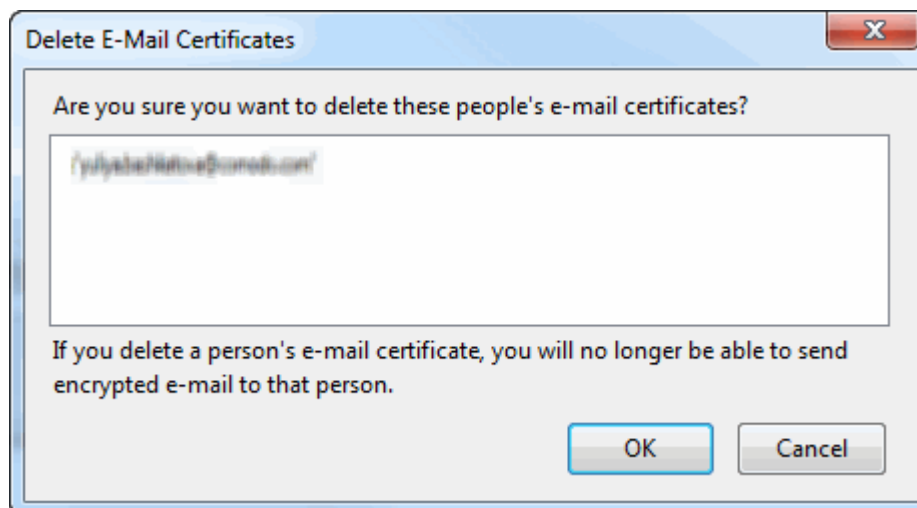 Delete E-Mail Certificates
Are you sure you want to delete these people's e-mail certificates?
If you delete a person's e-mail certificate, you will no longer be able to send
encrypted e-mail to that person.
OK
Cancel